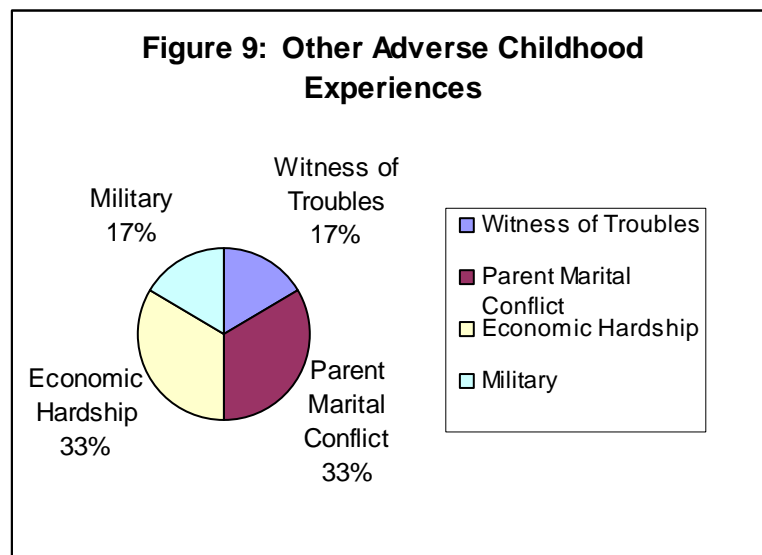 Figure 9: Other Adverse Childhood
Experiences
Witness of
Troubles
17%
Military
17%
Economic
Hardship
33%
Parent
Marital
Conflict
33%
Witness of Troubles
Parent Marital
Conflict
Economic Hardship
Military